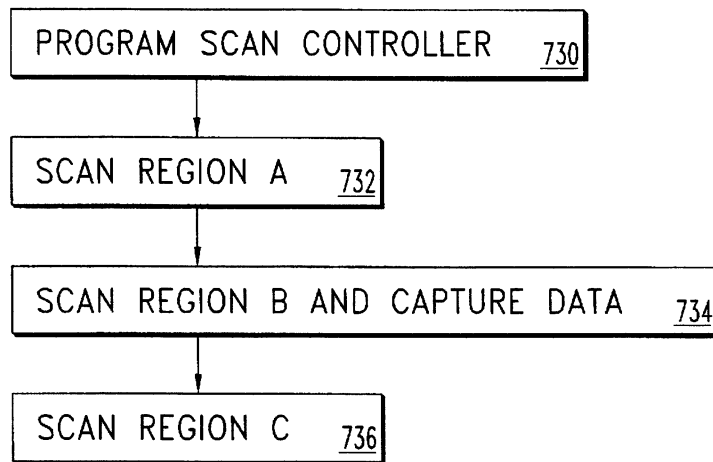 PROGRAM SCAN CONTROLLER 730
SCAN REGION A 732
SCAN REGION B AND CAPTURE DATA 734
SCAN REGION C 736